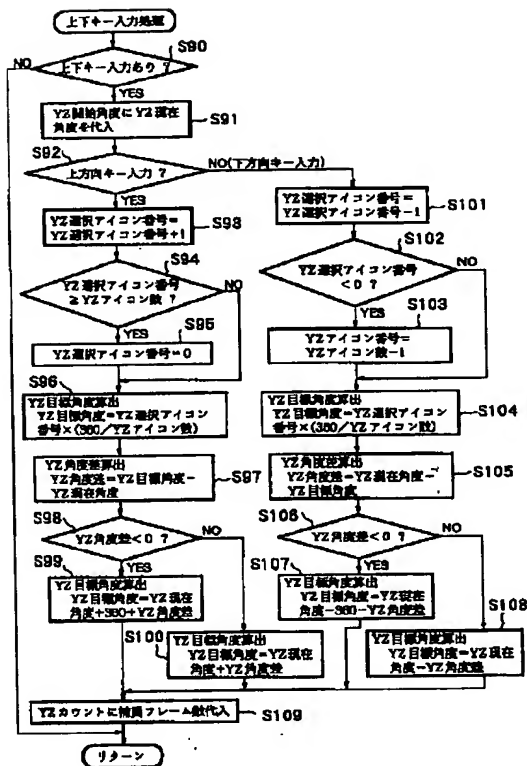 上下キー入力処理
S90
上下キー入力あり？
NO
YES
YZ開始角度にYZ現在
角度を代入
S91
S92
上方向キー入力？
NO(下方向キー入力)
YES
YZ選択アイコン番号=
YZ選択アイコン番号+1
S93
S94
YZ選択アイコン番号
≧YZアイコン数？
NO
YES
S95
YZ選択アイコン番号=0
S96
YZ目標角度算出
YZ目標角度=YZ選択アイコン
番号×(360/YZアイコン数)
YZ角度差算出
YZ角度差=YZ目標角度-
YZ現在角度
S97
S98
YZ角度差<0？
NO
YES
S99
YZ目標角度算出
YZ目標角度=YZ現在
角度+360+YZ角度差
S100
YZ目標角度算出
YZ目標角度=YZ現在
角度+YZ角度差
YZ選択アイコン番号=
YZ選択アイコン番号-1
S101
S102
YZ選択アイコン番号
<0？
NO
YES
S103
YZアイコン番号=
YZアイコン数-1
YZ目標角度算出
YZ目標角度=YZ選択アイコン
番号×(360/YZアイコン数)
S104
YZ角度差算出
YZ角度差=YZ現在角度-
YZ目標角度
S105
S106
YZ角度差<0？
NO
YES
S107
YZ目標角度算出
YZ目標角度=YZ現在
角度-360-YZ角度差
S108
YZ目標角度算出
YZ目標角度=YZ現在
角度-YZ角度差
YZカウントに補間フレーム数代入
S109
リターン